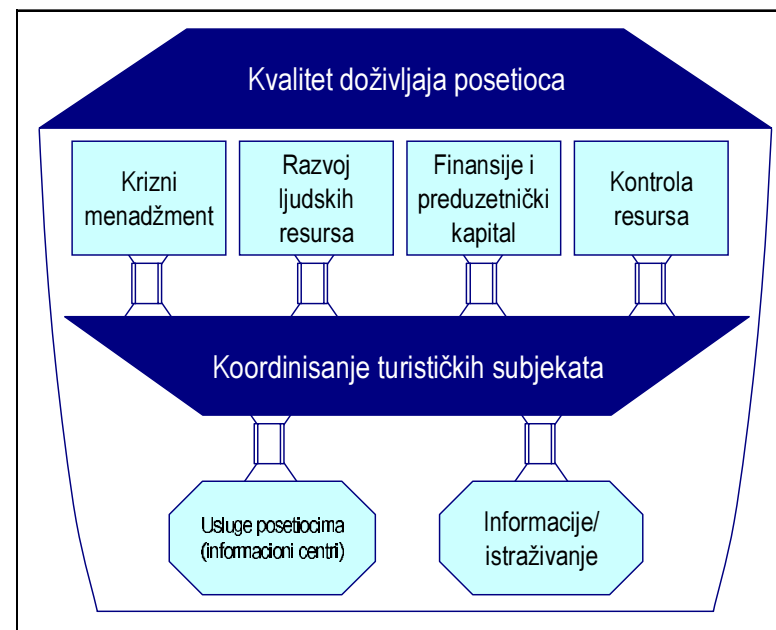 Kvalitet doživljaja posetioca
Krizni
menadžment
Razvoj
ljudskih
resursa
Finansije i
preduzetnički
kapital
Kontrola
resursa
Koordinisanje turističkih subjekata
Usluge posetiocima
(informacioni centri)
Informacije/
istraživanje